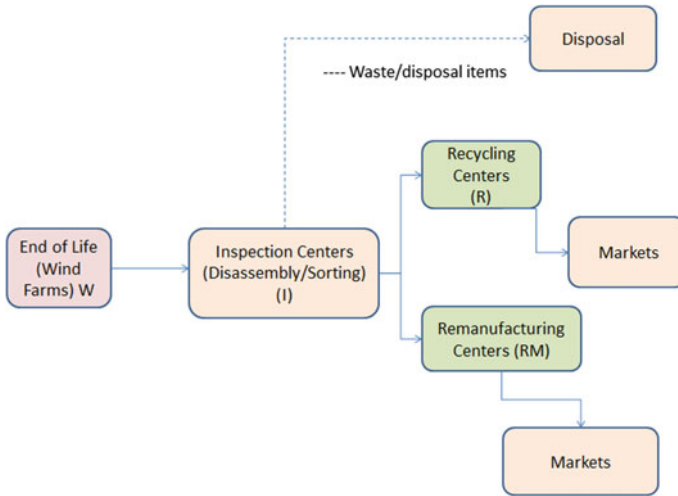 Disposal
---- Waste/disposal items
Recycling
Centers
(R)
End of Life
(Wind
Farms) W
Inspection Centers
(Disassembly/Sorting)
(I)
Markets
Remanufacturing
Centers (RM)
Markets